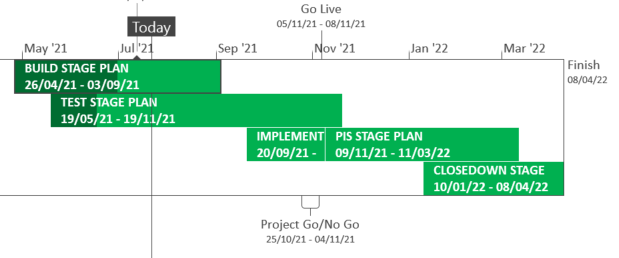 Go Live
05/11/21 - 08/11/21
Today
May '21
Jul '21
Sep '21
Nov '21
Jan '22
Mar '22
Finish
08/04/22
BUILD STAGE PLAN
26/04/21 - 03/09/21
TEST STAGE PLAN
19/05/21 - 19/11/21
IMPLEMENT
20/09/21 -
PIS STAGE PLAN
09/11/21 - 11/03/22
CLOSEDOWN STAGE
10/01/22 - 08/04/22
Project Go/No Go
25/10/21 - 04/11/21